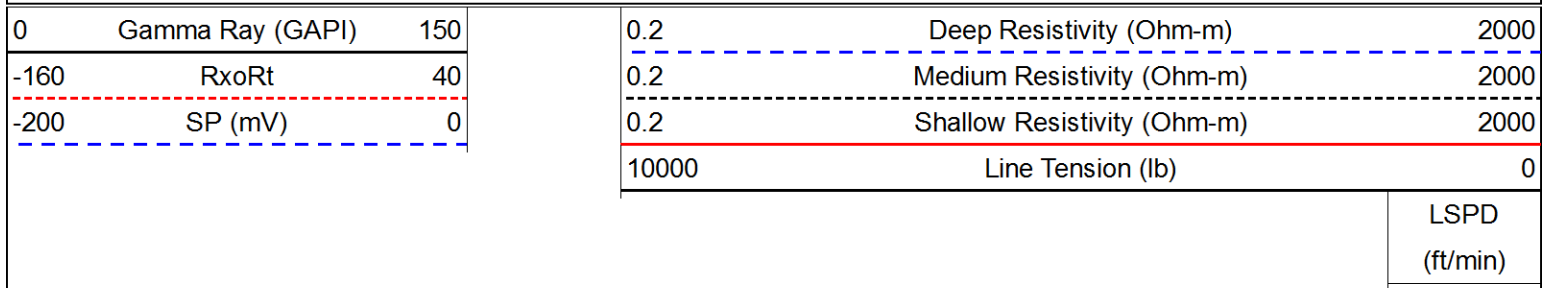 0 Gamma Ray (GAPI) 150 0.2 Deep Resistivity (Ohm-m) 2000
-160 RxoRt 40 0.2 Medium Resistivity (Ohm-m) 2000
-200 SP (mV) 0 0.2 Shallow Resistivity (Ohm-m) 2000
10000 Line Tension (lb) 0
LSPD
(ft/min)